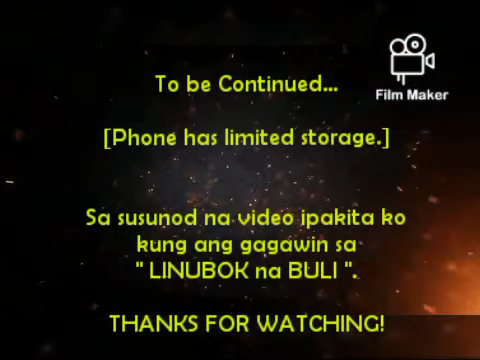 To be Continued...
Film Maker
[Phone has limited storage.]
Sa susunod na video ipakita ko
kung ang gagawin sa
" LINUBOK na BULI ".
THANKS FOR WATCHING!